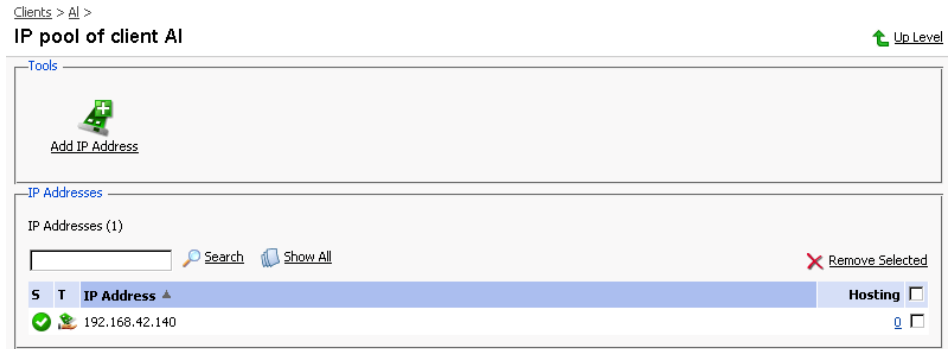 Clients > Al >
IP pool of client Al
Up Level
Tools
Add IP Address
IP Addresses
IP Addresses (1)
Search Show All Remove Selected
S T IP Address Hosting
192.168.42.140 0